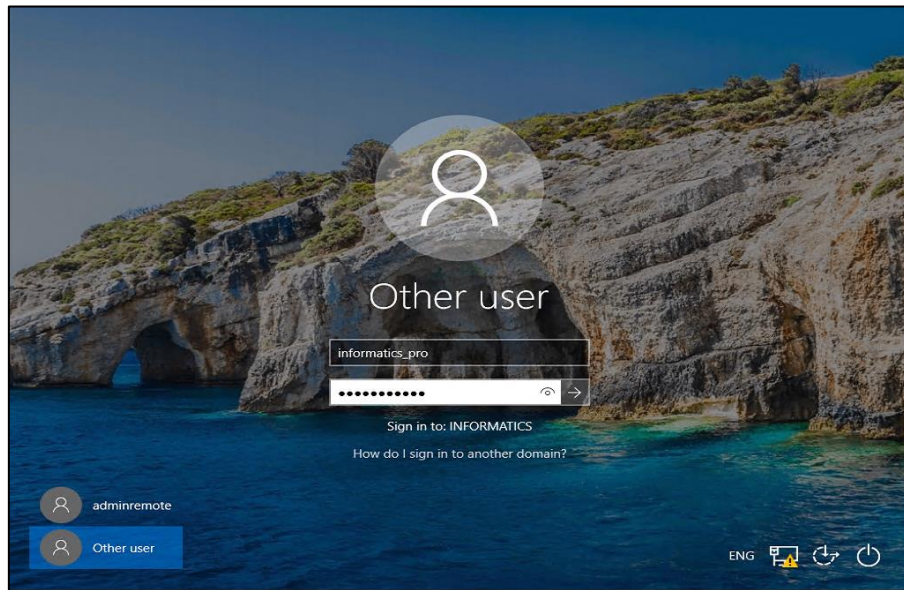 Other user
informatics_pro
•••••••••••
Sign in to: INFORMATICS
How do I sign in to another domain?
adminremote
Other user
ENG